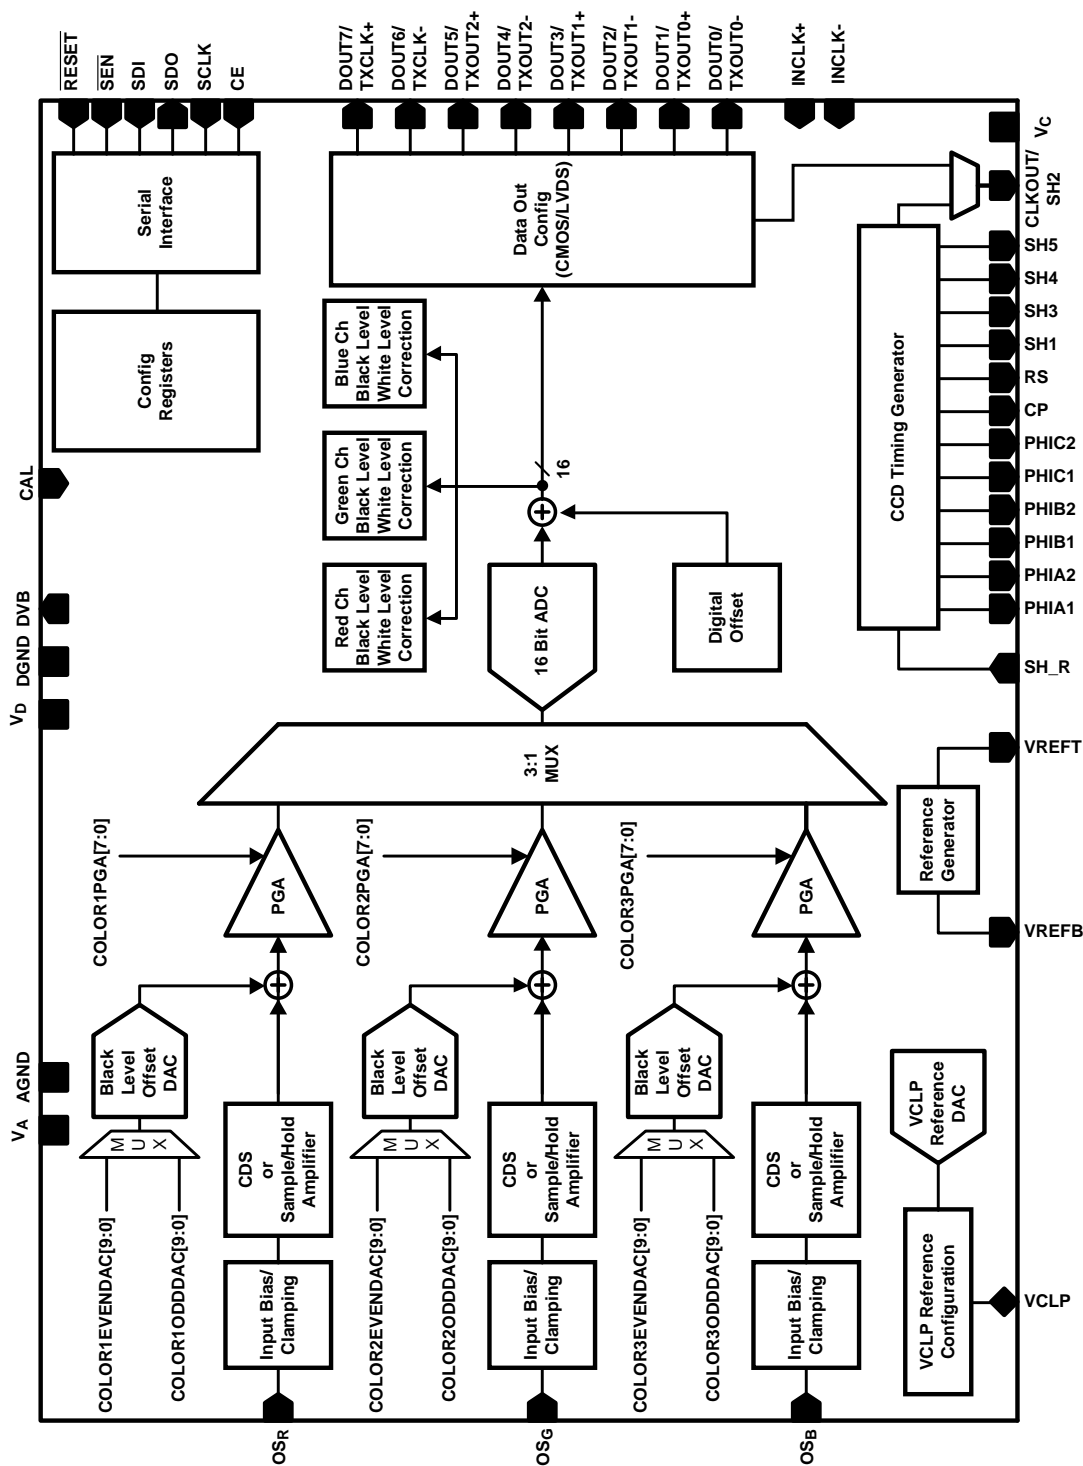 VA
AGND
VD
DGND
DVB
CAL
RESET
SEN
SDI
SDO
SCLK
CE
Serial
Interface
Config
Registers
COLOR1EVENDAC[9:0]
COLOR1ODDDAC[9:0]
M
U
X
Black
Level
Offset
DAC
COLOR1PGA[7:0]
OSR
Input Bias/
Clamping
CDS
or
Sample/Hold
Amplifier
PGA
COLOR2EVENDAC[9:0]
COLOR2ODDDAC[9:0]
M
U
X
Black
Level
Offset
DAC
COLOR2PGA[7:0]
OSG
Input Bias/
Clamping
CDS
or
Sample/Hold
Amplifier
PGA
COLOR3EVENDAC[9:0]
COLOR3ODDDAC[9:0]
M
U
X
Black
Level
Offset
DAC
COLOR3PGA[7:0]
OSB
Input Bias/
Clamping
CDS
or
Sample/Hold
Amplifier
PGA
3:1
MUX
16 Bit ADC
Red Ch
Black Level
White Level
Correction
Green Ch
Black Level
White Level
Correction
Blue Ch
Black Level
White Level
Correction
16
Digital
Offset
Data Out
Config
(CMOS/LVDS)
DOUT7/
TXCLK+
DOUT6/
TXCLK-
DOUT5/
TXOUT2+
DOUT4/
TXOUT2-
DOUT3/
TXOUT1+
DOUT2/
TXOUT1-
DOUT1/
TXOUT0+
DOUT0/
TXOUT0-
INCLK+
INCLK-
VCLP Reference
Configuration
VCLP
Reference
DAC
Reference
Generator
CCD Timing Generator
VCLP
VREFB
VREFT
SH_R
PHIA1
PHIA2
PHIB1
PHIB2
PHIC1
PHIC2
CP
RS
SH1
SH3
SH4
SH5
CLKOUT/
SH2
VC